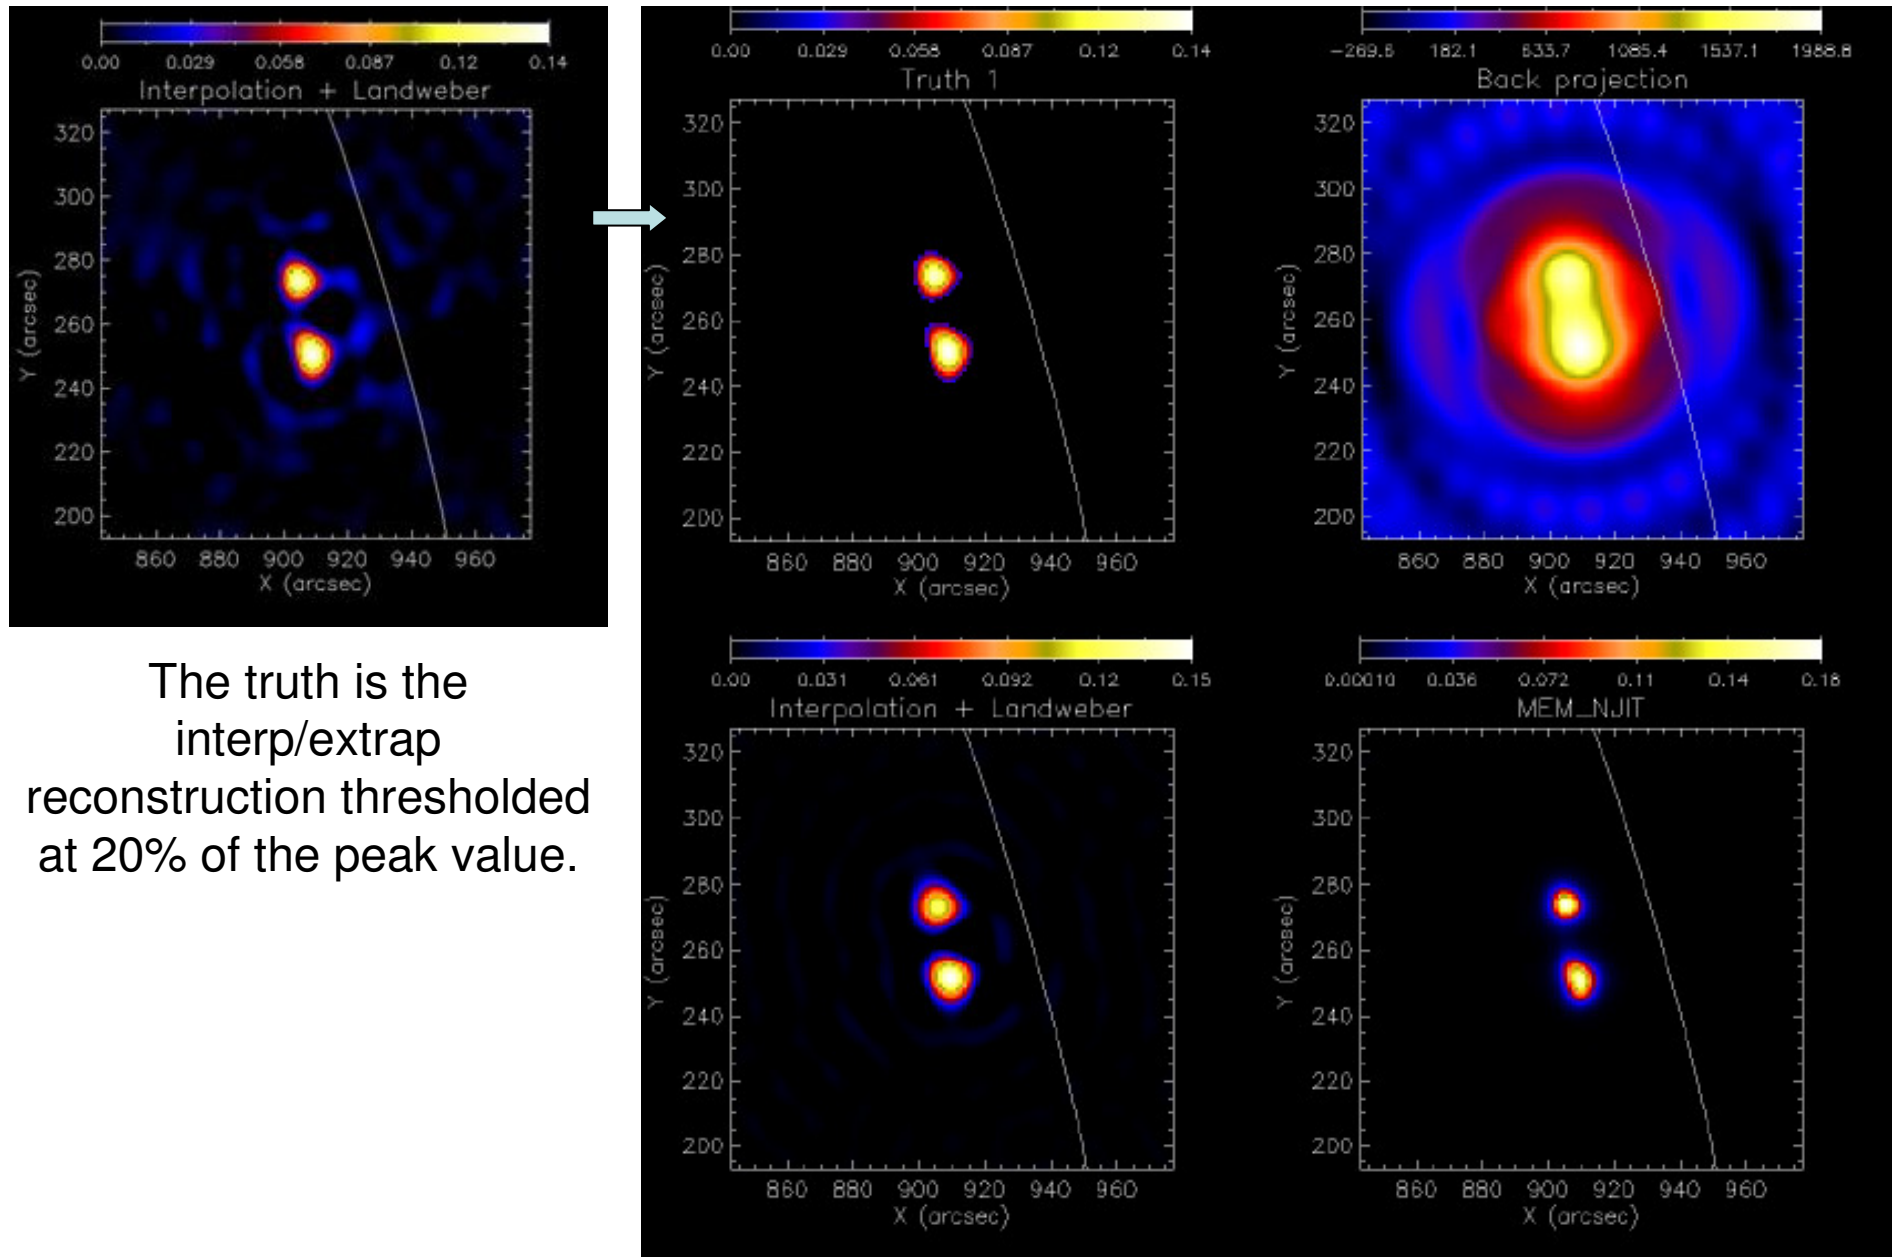 0.00 0.029 0.058 0.087 0.12 0.14
Interpolation + Landweber
320
300
280
260
240
220
200
Y (arcsec)
860 880 900 920 940 960
X (arcsec)
The truth is the
interp/extrap
reconstruction thresholded
at 20% of the peak value.
0.00 0.029 0.058 0.087 0.12 0.14
Truth 1
320
300
280
260
240
220
200
Y (arcsec)
860 880 900 920 940 960
X (arcsec)
-269.6 182.1 633.7 1085.4 1537.1 1988.8
Back projection
320
300
280
260
240
220
200
Y (arcsec)
860 880 900 920 940 960
X (arcsec)
0.00 0.031 0.061 0.092 0.12 0.15
Interpolation + Landweber
320
300
280
260
240
220
200
Y (arcsec)
860 880 900 920 940 960
X (arcsec)
0.00010 0.036 0.072 0.11 0.14 0.18
MEM_NJIT
320
300
280
260
240
220
200
Y (arcsec)
860 880 900 920 940 960
X (arcsec)